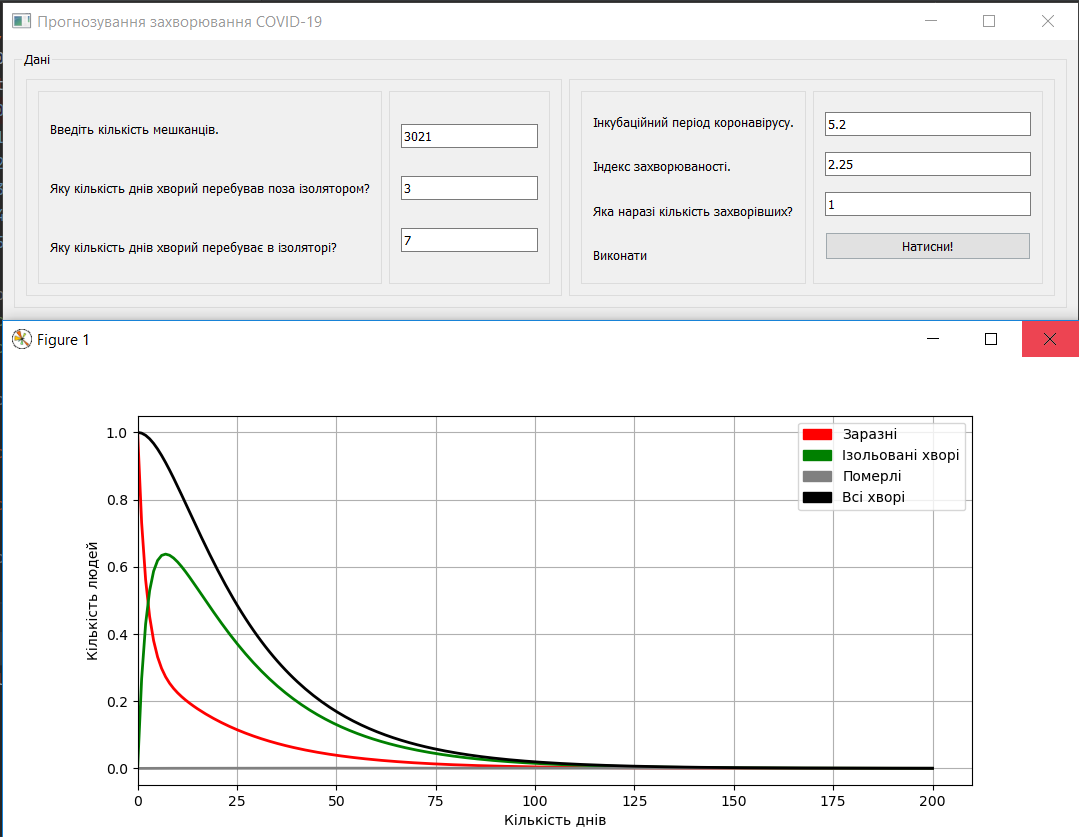 Прогнозування захворювання COVID-19
Дані
Введіть кількість мешканців.
3021
Яку кількість днів хворий перебував поза ізолятором?
3
Яку кількість днів хворий перебуває в ізоляторі?
7
Інкубаційний період коронавірусу.
5.2
Індекс захворюваності.
2.25
Яка наразі кількість захворівших?
1
Виконати
Натисни!
Figure 1
Заразні
Ізольовані хворі
Померлі
Всі хворі
Кількість людей
1.0
0.8
0.6
0.4
0.2
0.0
0 25 50 75 100 125 150 175 200
Кількість днів